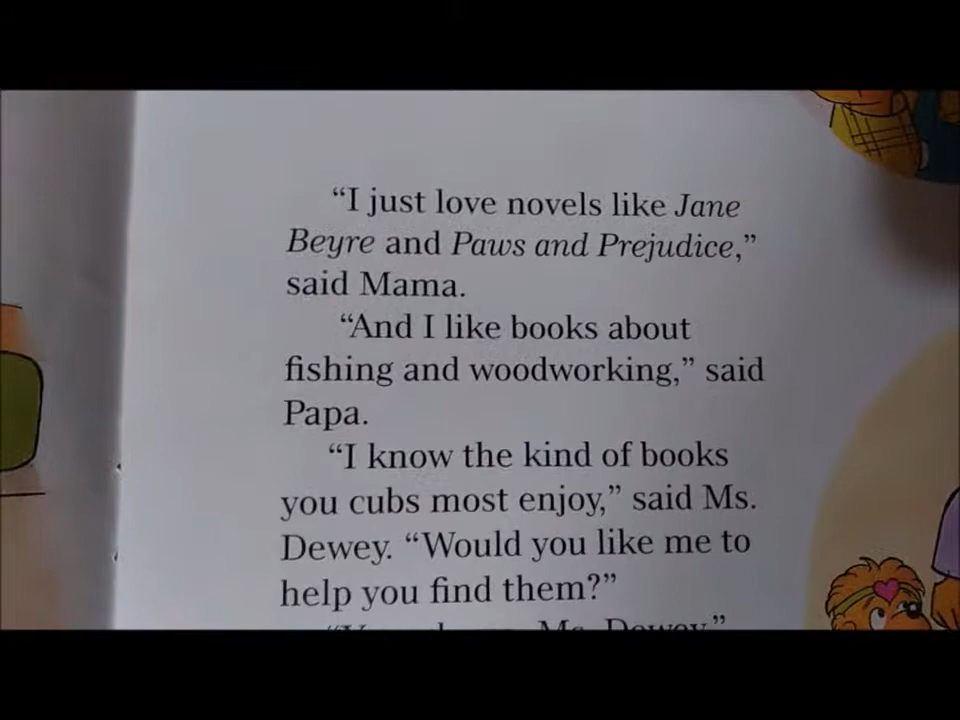 “I just love novels like Jane
Beyre and Paws and Prejudice,”
said Mama.
“And I like books about
fishing and woodworking,” said
Papa.
“I know the kind of books
you cubs most enjoy,” said Ms.
Dewey. “Would you like me to
help you find them?”
Ms. Dewey.”